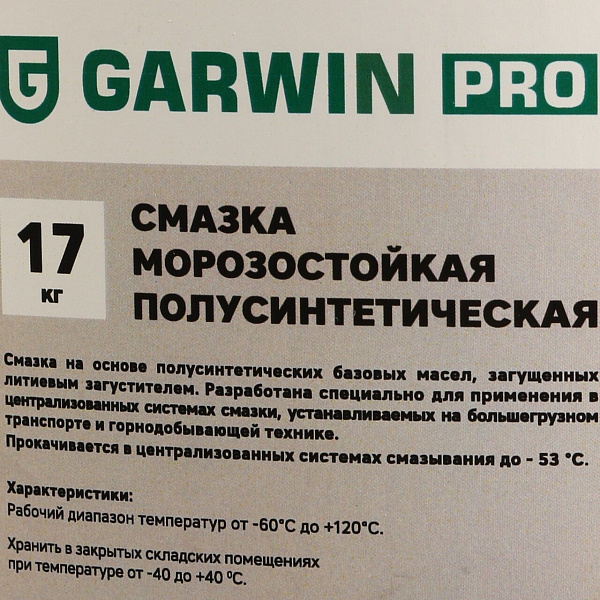 GARWIN PRO
17
кг
СМАЗКА
МОРОЗОСТОЙКАЯ
ПОЛУСИНТЕТИЧЕСКАЯ
Смазка на основе полусинтетических базовых масел, загущенных
литиевым загустителем. Разработана специально для применения в
централизованных системах смазки, устанавливаемых на большегрузном
транспорте и горнодобывающей технике.
Прокачивается в централизованных системах смазывания до - 53 °С.
Характеристики:
Рабочий диапазон температур от -60°С до +120°С.
Хранить в закрытых складских помещениях
при температуре от -40 до +40 °С.